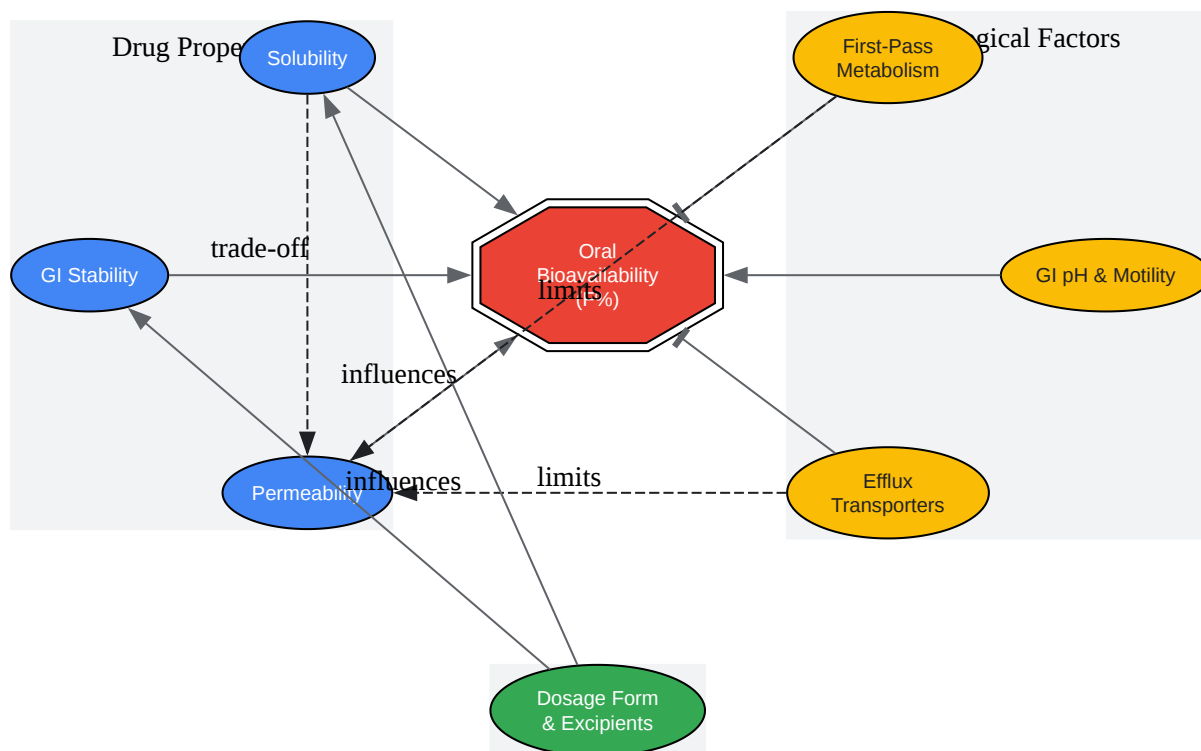 Drug Prope
Solubility
First-Pass
Metabolism
gical Factors
trade-off
GI Stability
Oral
Bioavailability
(F%)
limits
GI pH & Motility
influences
influences
Permeability
limits
Efflux
Transporters
Dosage Form
& Excipients